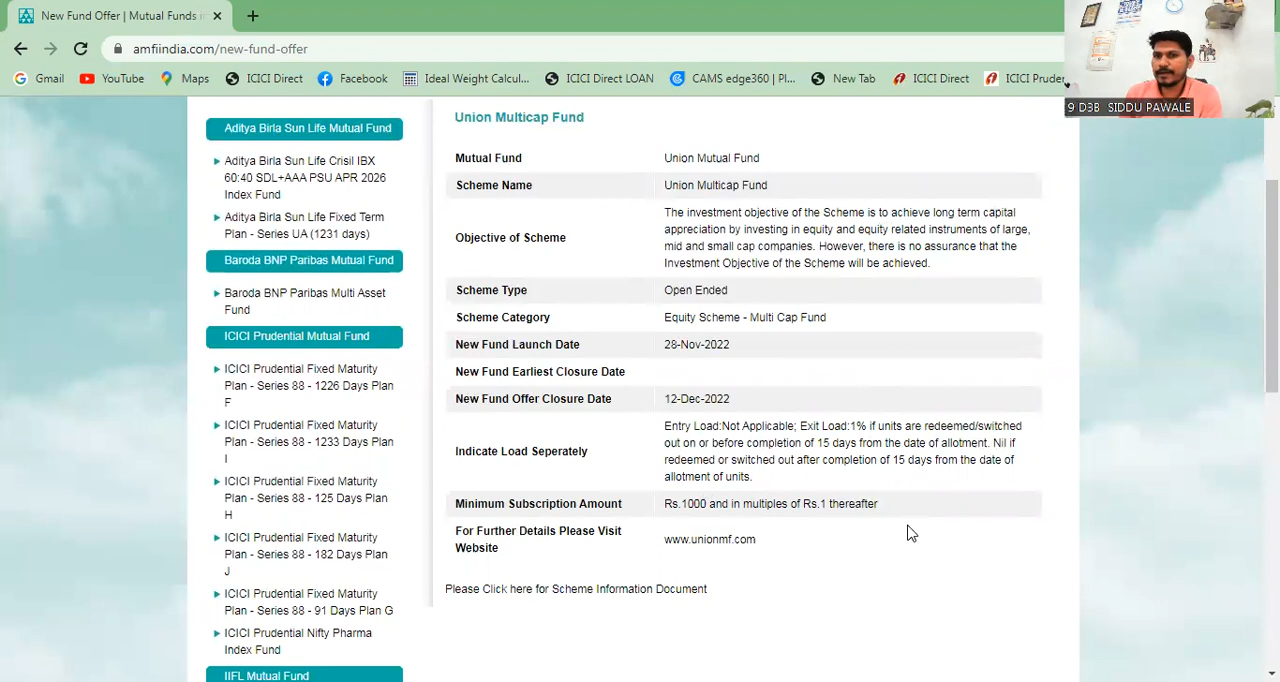 New Fund Offer | Mutual Funds i
amfiindia.com/new-fund-offer
Gmail
YouTube
Maps
ICICI Direct
Facebook
Ideal Weight Calcul...
ICICI Direct LOAN
CAMS edge360 | Pl...
New Tab
ICICI Direct
ICICI Pruden
9 D3B SIDDU PAWALE
Aditya Birla Sun Life Mutual Fund
Aditya Birla Sun Life Crisil IBX
60:40 SDL+AAA PSU APR 2026
Index Fund
Aditya Birla Sun Life Fixed Term
Plan - Series UA (1231 days)
Baroda BNP Paribas Mutual Fund
Baroda BNP Paribas Multi Asset
Fund
ICICI Prudential Mutual Fund
ICICI Prudential Fixed Maturity
Plan - Series 88 - 1226 Days Plan
F
ICICI Prudential Fixed Maturity
Plan - Series 88 - 1233 Days Plan
I
ICICI Prudential Fixed Maturity
Plan - Series 88 - 125 Days Plan
H
ICICI Prudential Fixed Maturity
Plan - Series 88 - 182 Days Plan
J
ICICI Prudential Fixed Maturity
Plan - Series 88 - 91 Days Plan G
ICICI Prudential Nifty Pharma
Index Fund
IIFL Mutual Fund
Union Multicap Fund
Mutual Fund Union Mutual Fund
Scheme Name Union Multicap Fund
Objective of Scheme
The investment objective of the Scheme is to achieve long term capital
appreciation by investing in equity and equity related instruments of large,
mid and small cap companies. However, there is no assurance that the
Investment Objective of the Scheme will be achieved.
Scheme Type Open Ended
Scheme Category Equity Scheme - Multi Cap Fund
New Fund Launch Date 28-Nov-2022
New Fund Earliest Closure Date
New Fund Offer Closure Date 12-Dec-2022
Indicate Load Seperately
Entry Load:Not Applicable; Exit Load:1% if units are redeemed/switched
out on or before completion of 15 days from the date of allotment. Nil if
redeemed or switched out after completion of 15 days from the date of
allotment of units.
Minimum Subscription Amount Rs.1000 and in multiples of Rs.1 thereafter
For Further Details Please Visit
Website
www.unionmf.com
Please Click here for Scheme Information Document